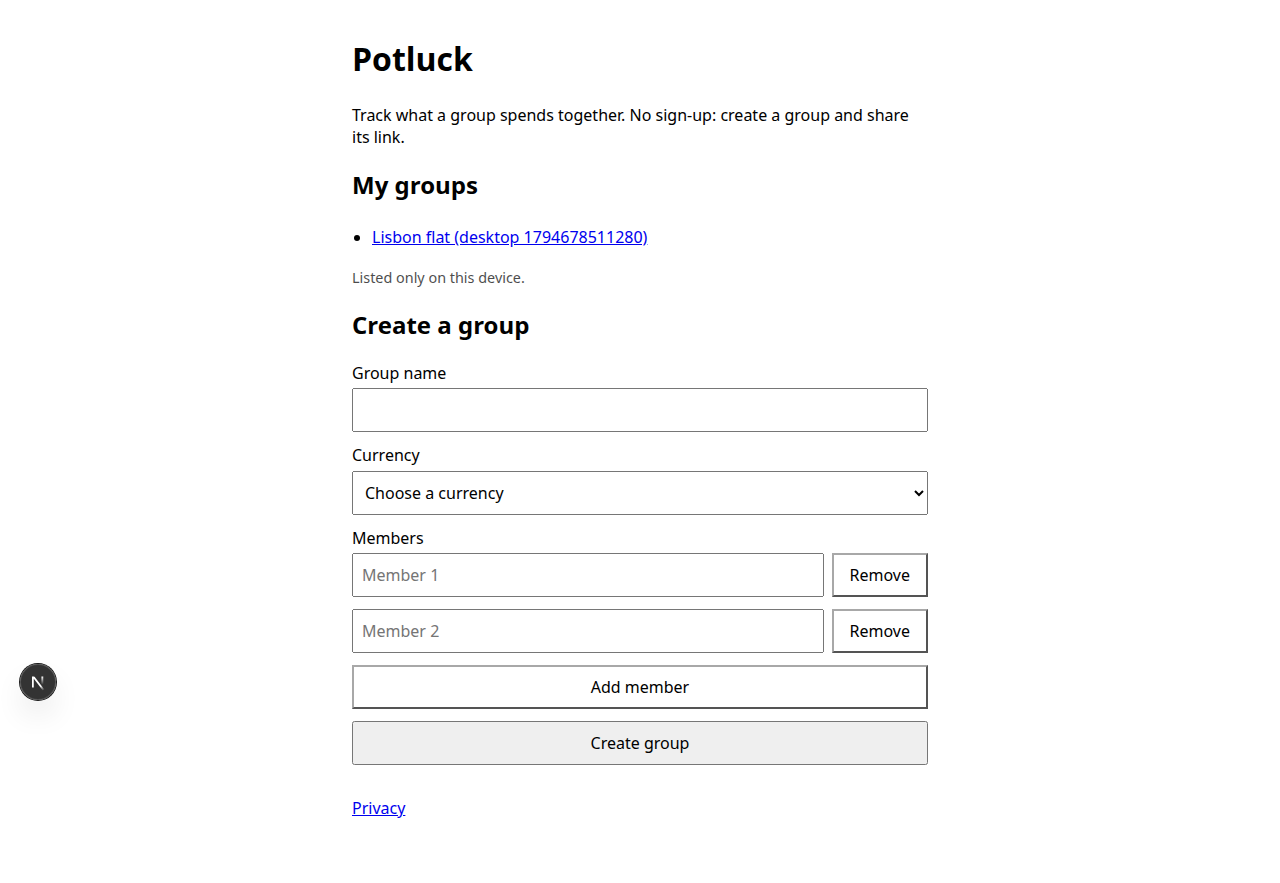 Potluck
Track what a group spends together. No sign-up: create a group and share
its link.
My groups
Lisbon flat (desktop 1794678511280)
Listed only on this device.
Create a group
Group name
Currency
Choose a currency
Members
Member 1
Remove
Member 2
Remove
Add member
Create group
N
Privacy